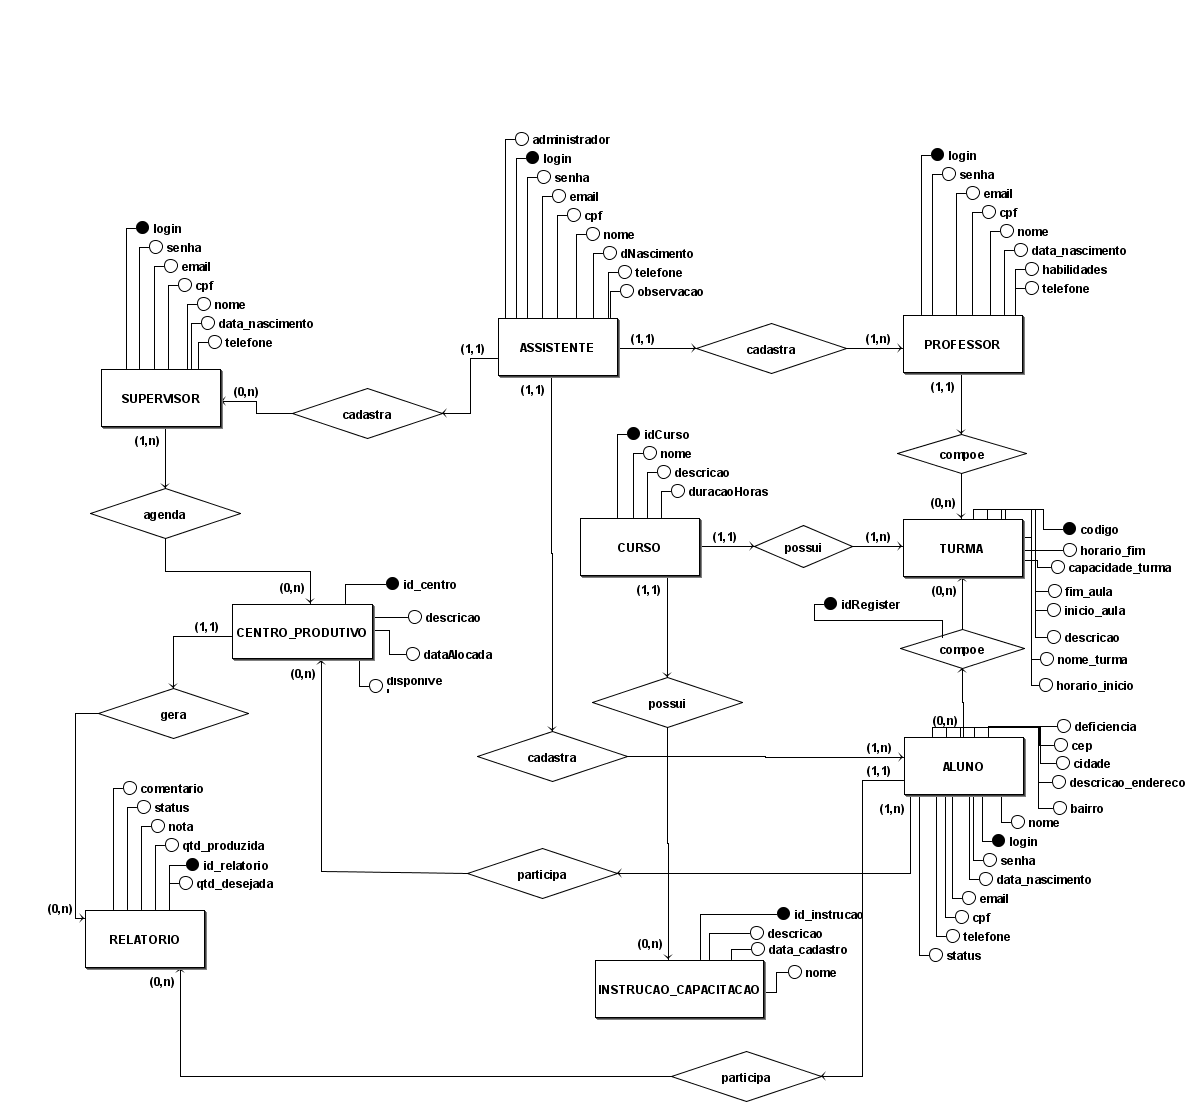 administrador
login
senha
email
cpf
nome
dNascimento
telefone
observacao
ASSISTENTE
login
senha
email
cpf
nome
data_nascimento
habilidades
telefone
PROFESSOR
login
senha
email
cpf
nome
data_nascimento
telefone
SUPERVISOR
(1,1)
cadastra
(1,n)
(1,1)
cadastra
(0,n)
(1,1)
(1,1)
compoe
(0,n)
(1,n)
agenda
(0,n)
idCurso
nome
descricao
duracaoHoras
CURSO
(1,1)
possui
(1,n)
TURMA
codigo
horario_fim
capacidade_turma
fim_aula
inicio_aula
descricao
nome_turma
horario_inicio
(0,n)
idRegister
compoe
(0,n)
(1,1)
possui
(0,n)
id_centro
descricao
dataAlocada
CENTRO_PRODUTIVO
(1,1)
(0,n)
gera
cadastra
(1,n)
(1,1)
(1,n)
ALUNO
deficiencia
cep
cidade
descricao_endereco
bairro
nome
login
senha
data_nascimento
email
cpf
telefone
status
comentario
status
nota
qtd_produzida
id_relatorio
qtd_desejada
(0,n)
RELATORIO
(0,n)
participa
id_instrucao
descricao
data_cadastro
nome
INSTRUCAO_CAPACITACAO
participa